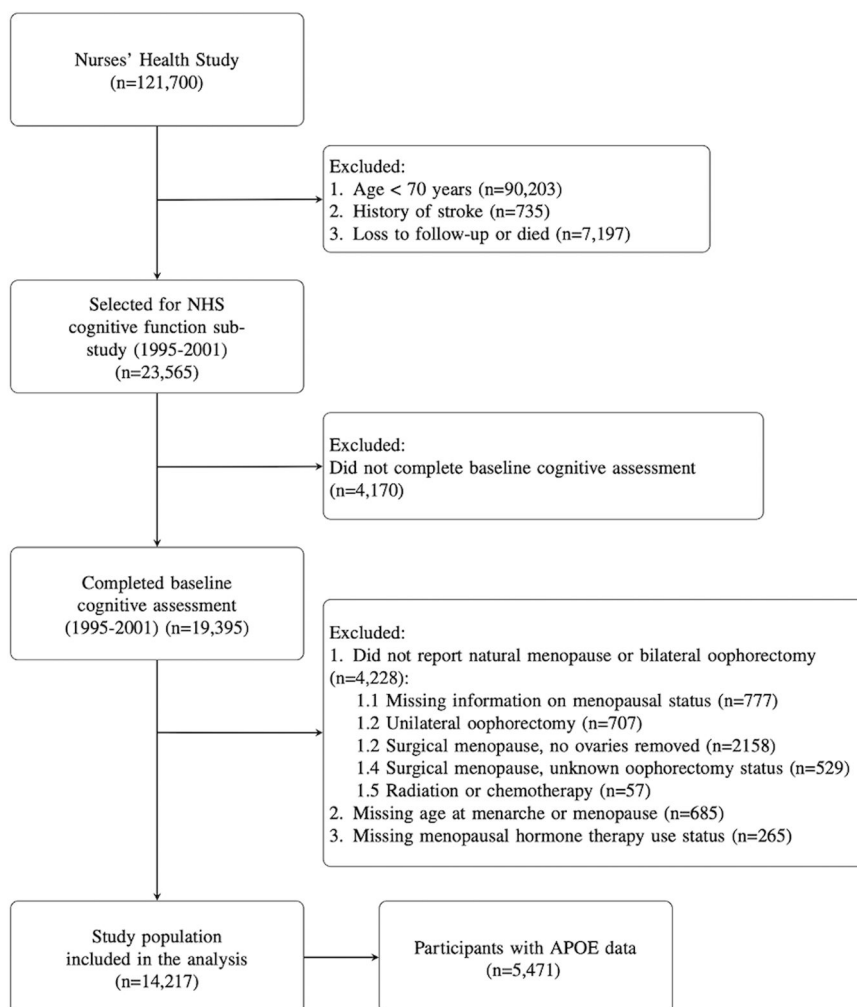 Nurses' Health Study
(n=121,700)
Excluded:
1. Age < 70 years (n=90,203)
2. History of stroke (n=735)
3. Loss to follow-up or died (n=7,197)
Selected for NHS
cognitive function sub-
study (1995-2001)
(n=23,565)
Excluded:
Did not complete baseline cognitive assessment
(n=4,170)
Completed baseline
cognitive assessment
(1995-2001) (n=19,395)
Excluded:
1. Did not report natural menopause or bilateral oophorectomy
(n=4,228):
1.1 Missing information on menopausal status (n=777)
1.2 Unilateral oophorectomy (n=707)
1.2 Surgical menopause, no ovaries removed (n=2158)
1.4 Surgical menopause, unknown oophorectomy status (n=529)
1.5 Radiation or chemotherapy (n=57)
2. Missing age at menarche or menopause (n=685)
3. Missing menopausal hormone therapy use status (n=265)
Study population
included in the analysis
(n=14,217)
Participants with APOE data
(n=5,471)